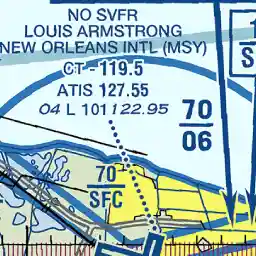 NO SVFR
LOUIS ARMSTRONG
NEW ORLEANS INTL (MSY)
CT - 119.5
ATIS 127.55
04 L 101 122.95
70
06
70
SFC